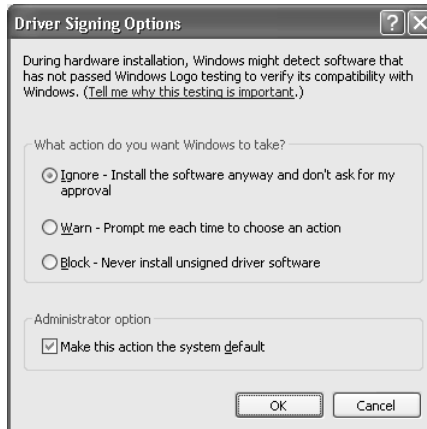 Driver Signing Options
During hardware installation, Windows might detect software that
has not passed Windows Logo testing to verify its compatibility with
Windows. (Tell me why this testing is important.)
What action do you want Windows to take?
Ignore - Install the software anyway and don't ask for my
approval
Warn - Prompt me each time to choose an action
Block - Never install unsigned driver software
Administrator option
Make this action the system default
OK Cancel